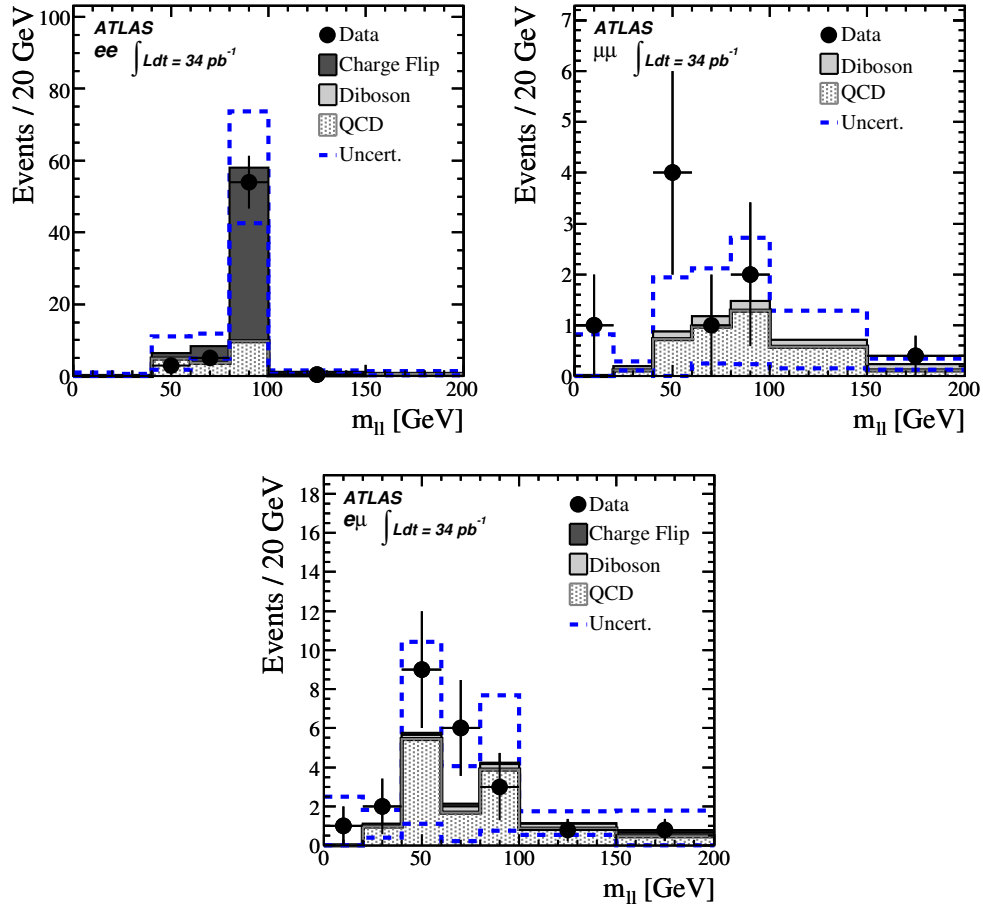 ATLAS
ee ∫ Ldt = 34 pb⁻¹
Data
Charge Flip
Diboson
QCD
Uncert.
Events / 20 GeV
100
80
60
40
20
0
0 50 100 150 200
m_ll [GeV]
ATLAS
μμ ∫ Ldt = 34 pb⁻¹
Data
Diboson
QCD
Uncert.
Events / 20 GeV
7
6
5
4
3
2
1
0
0 50 100 150 200
m_ll [GeV]
ATLAS
eμ ∫ Ldt = 34 pb⁻¹
Data
Charge Flip
Diboson
QCD
Uncert.
Events / 20 GeV
18
16
14
12
10
8
6
4
2
0
0 50 100 150 200
m_ll [GeV]